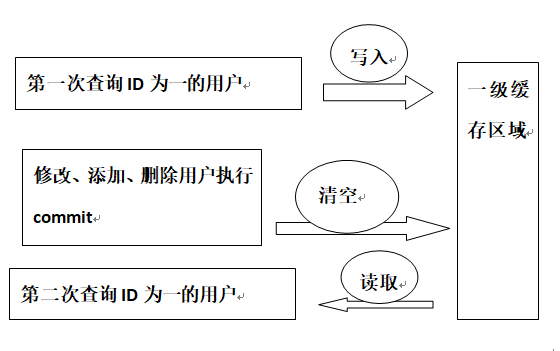 第一次查询 ID 为一的用户
写入
一级缓
存区域
修改、添加、删除用户执行
commit
清空
第二次查询 ID 为一的用户
读取